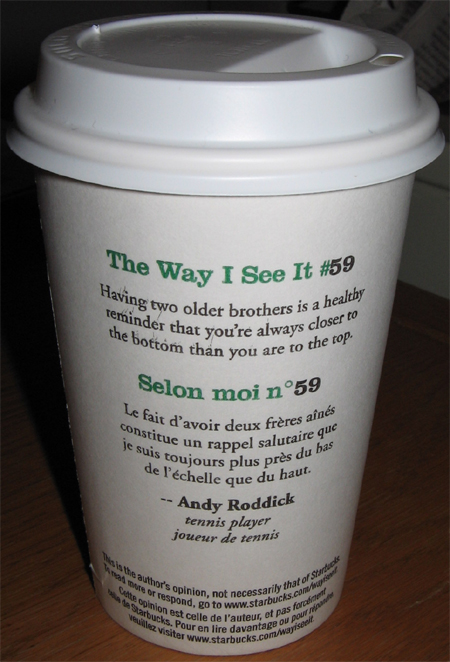 The Way I See It #59
Having two older brothers is a healthy
reminder that you're always closer to
the bottom than you are to the top.
Selon moi n°59
Le fait d'avoir deux frères aînés
constitue un rappel salutaire que
je suis toujours plus près du bas
de l'échelle que du haut.
-- Andy Roddick
tennis player
joueur de tennis
This is the author's opinion, not necessarily that of Starbucks.
To read more or respond, go to www.starbucks.com/wayiseeit.
Cette opinion est celle de l'auteur, et pas forcément
de Starbucks. Pour en lire davantage ou pour répondre,
veuillez visiter www.starbucks.com/wayiseeit.